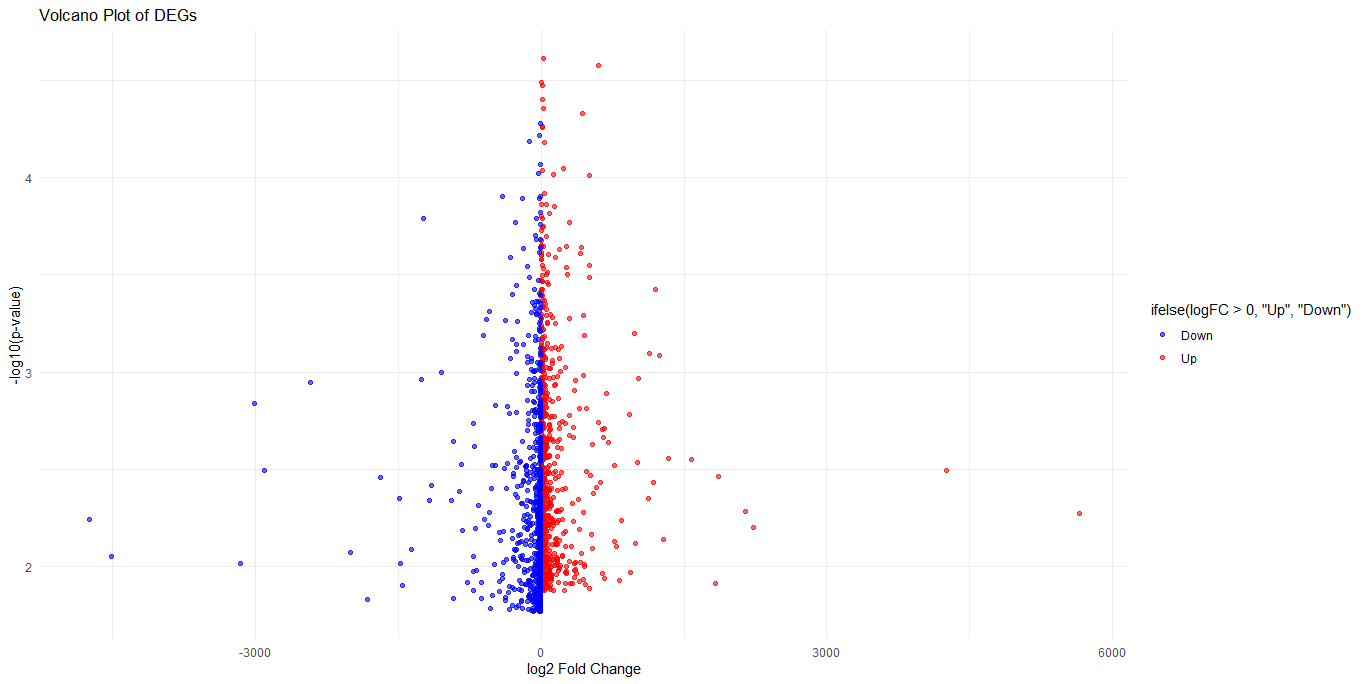 Volcano Plot of DEGs
-log10(p-value)
4
3
2
-3000
0
3000
6000
log2 Fold Change
ifelse(logFC > 0, "Up", "Down")
Down
Up